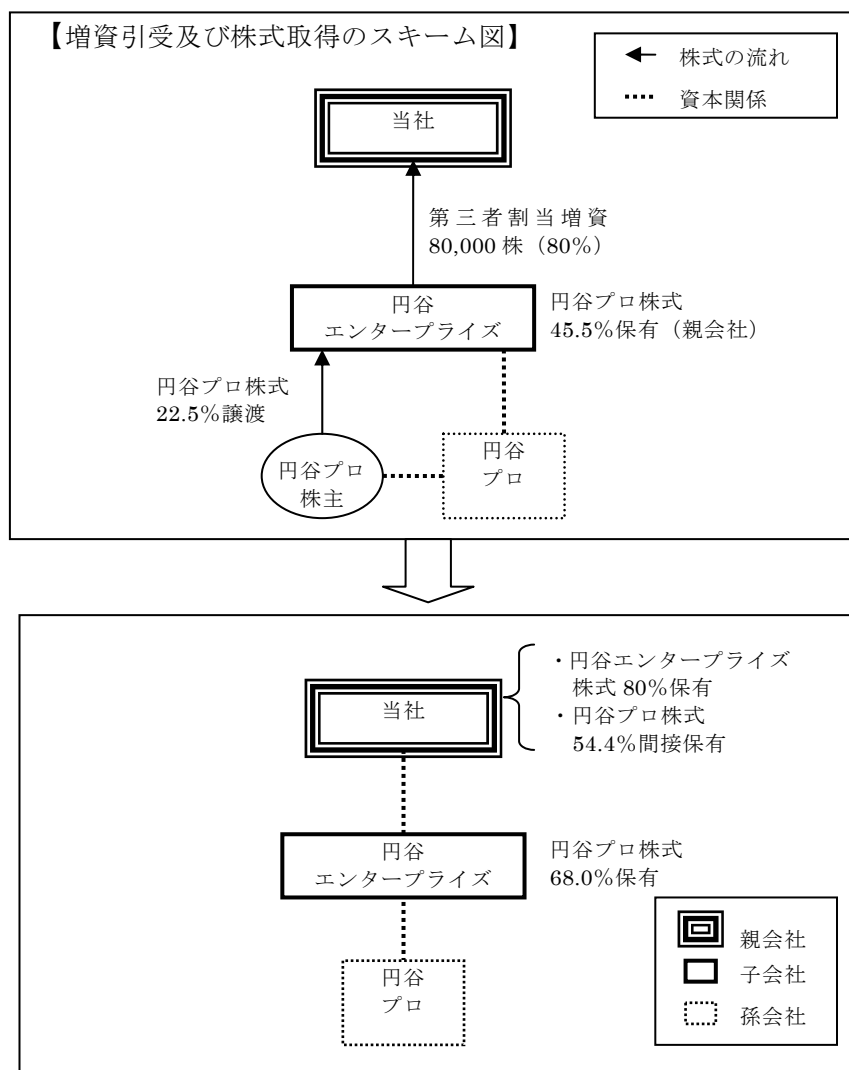 【増資引受及び株式取得のスキーム図】
株式の流れ
資本関係
当社
第三者割当増資
80,000 株（80％）
円谷
エンタープライズ
円谷プロ株式
45.5％保有（親会社）
円谷プロ株式
22.5％譲渡
円谷プロ
株主
円谷
プロ
・円谷エンタープライズ
株式 80％保有
・円谷プロ株式
54.4％間接保有
当社
円谷
エンタープライズ
円谷プロ株式
68.0％保有
円谷
プロ
親会社
子会社
孫会社